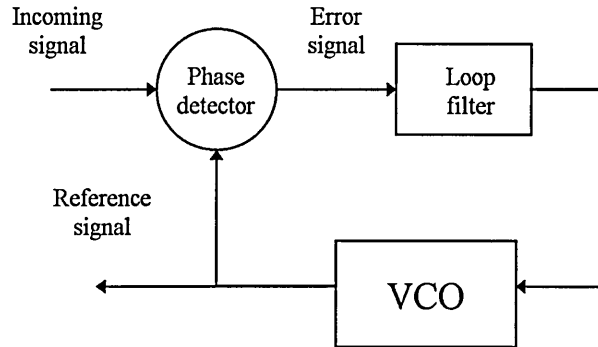 Incoming
signal
Error
signal
Phase
detector
Loop
filter
Reference
signal
VCO